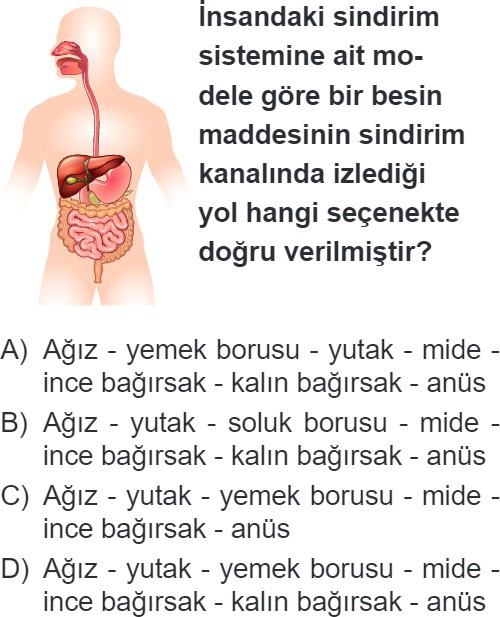 İnsandaki sindirim
sistemine ait mo-
dele göre bir besin
maddesinin sindirim
kanalında izlediği
yol hangi seçenekte
doğru verilmiştir?
A) Ağız - yemek borusu - yutak - mide -
ince bağırsak - kalın bağırsak - anüs
B) Ağız - yutak - soluk borusu - mide -
ince bağırsak - kalın bağırsak - anüs
C) Ağız - yutak - yemek borusu - mide -
ince bağırsak - anüs
D) Ağız - yutak - yemek borusu - mide -
ince bağırsak - kalın bağırsak - anüs